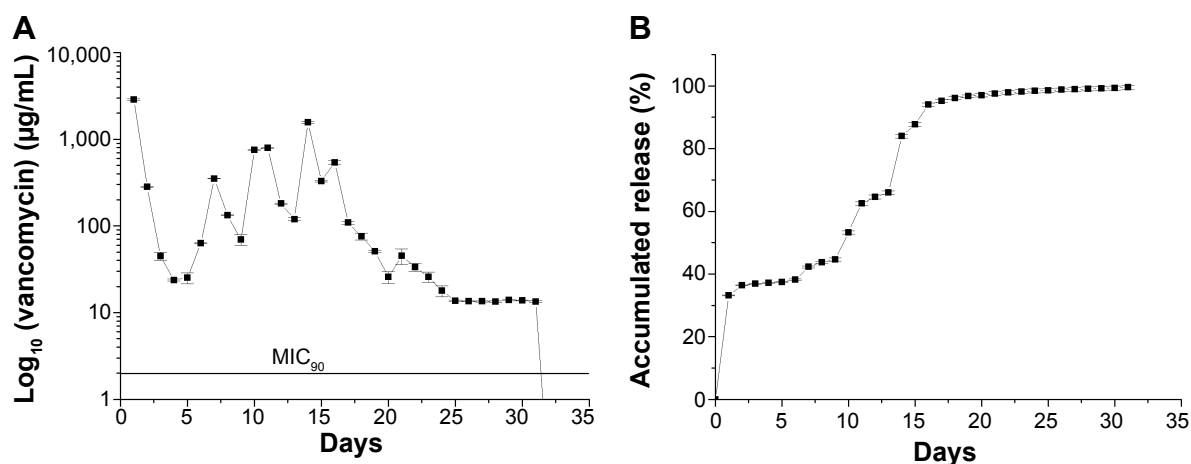 A
Log₁₀ (vancomycin) (µg/mL)
10,000
1,000
100
10
1
MIC₉₀
0 5 10 15 20 25 30 35
Days
B
Accumulated release (%)
100
80
60
40
20
0
0 5 10 15 20 25 30 35
Days